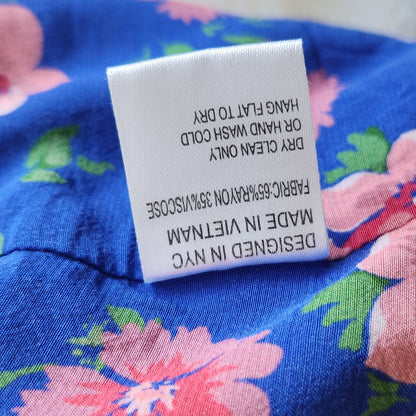 DESIGNED IN NYC
MADE IN VIETNAM
FABRIC:65%RAYON 35%VISCOSE
DRY CLEAN ONLY
OR HAND WASH COLD
HANG FLAT TO DRY